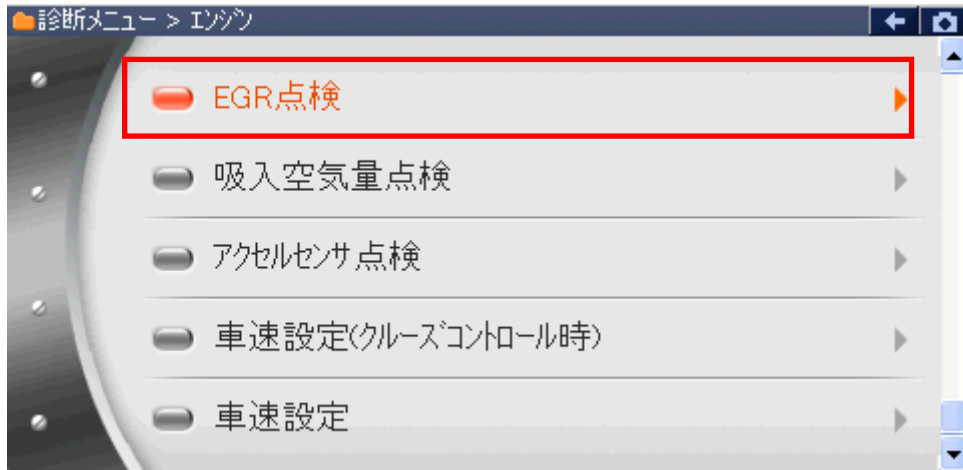 診断メニュー > エンジン
EGR点検
吸入空気量点検
アクセルセンサ点検
車速設定(クルーズコントロール時)
車速設定